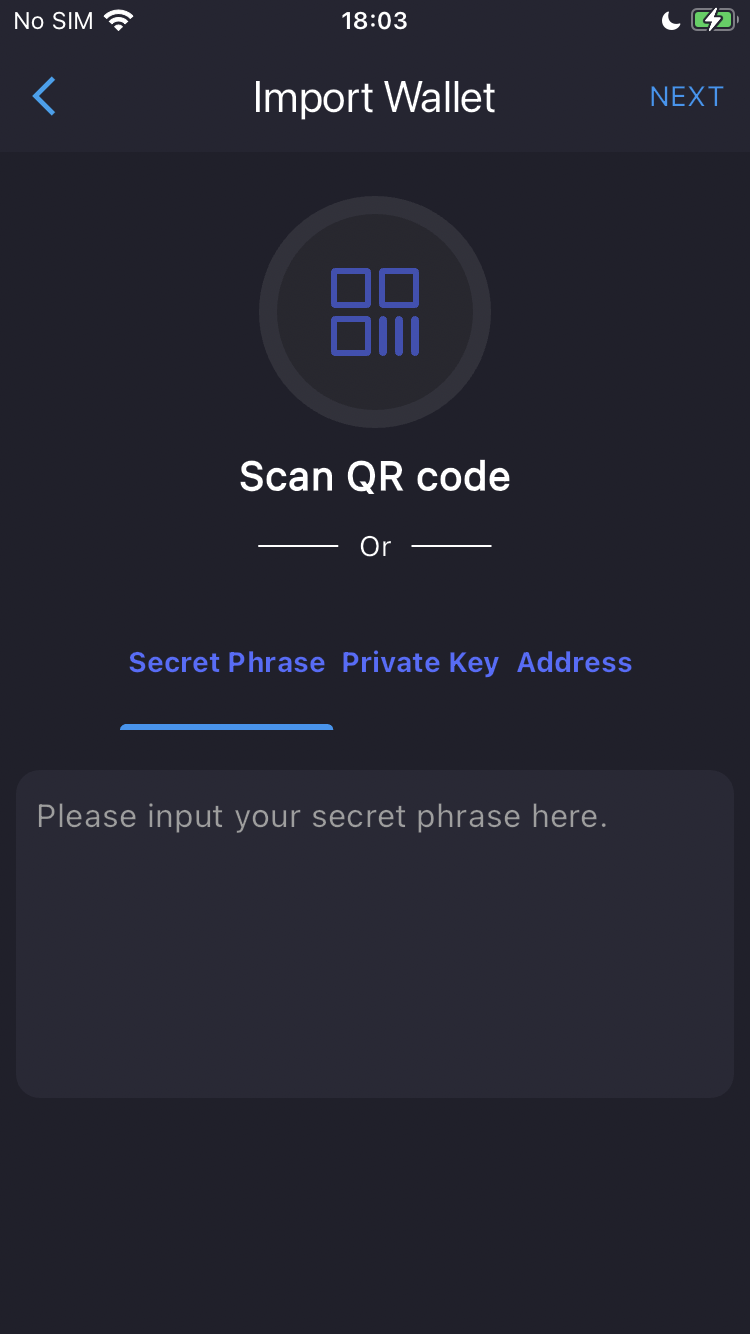 No SIM 18:03
Import Wallet NEXT
Scan QR code
Or
Secret Phrase Private Key Address
Please input your secret phrase here.